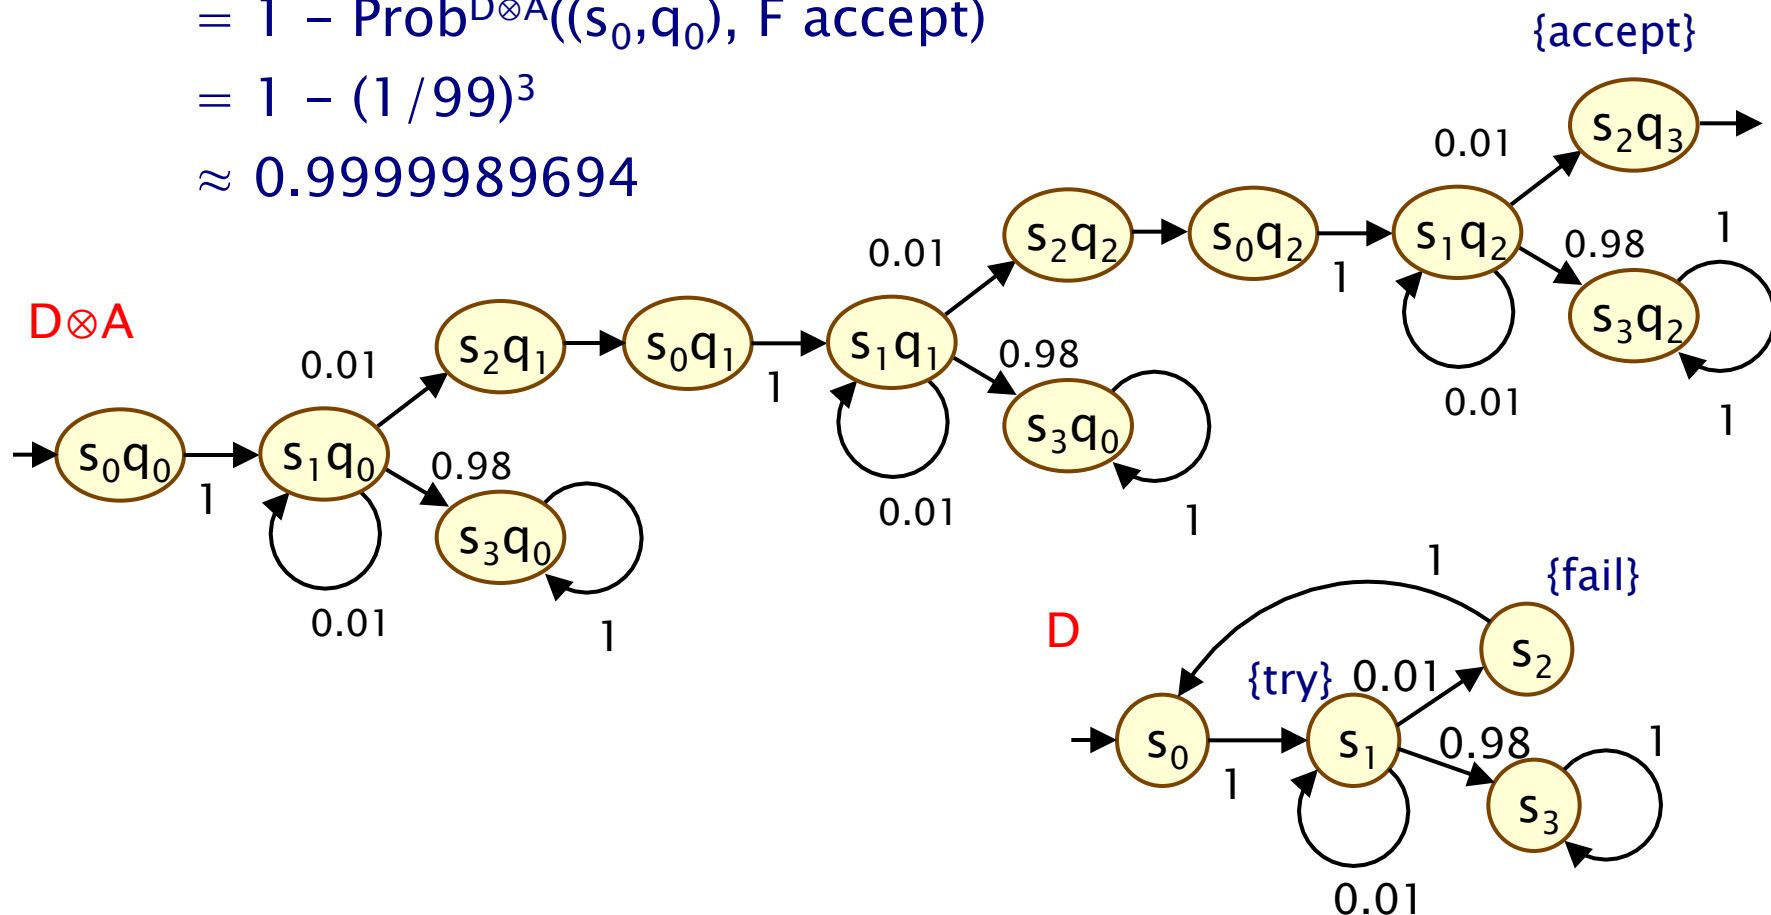 = 1 – Prob^D⊗A((s₀,q₀), F accept)
{accept}
= 1 – (1/99)³
≈ 0.9999989694
s₂q₃
0.01
s₂q₂
s₀q₂
s₁q₂
0.01
1
0.98
1
s₃q₂
D⊗A
s₂q₁
s₀q₁
s₁q₁
0.01
1
0.98
0.01
1
s₀q₀
s₁q₀
s₃q₀
1
0.98
0.01
1
s₃q₀
0.01
1
1
{fail}
D
s₂
{try}
0.01
s₀
s₁
0.98
1
1
s₃
0.01